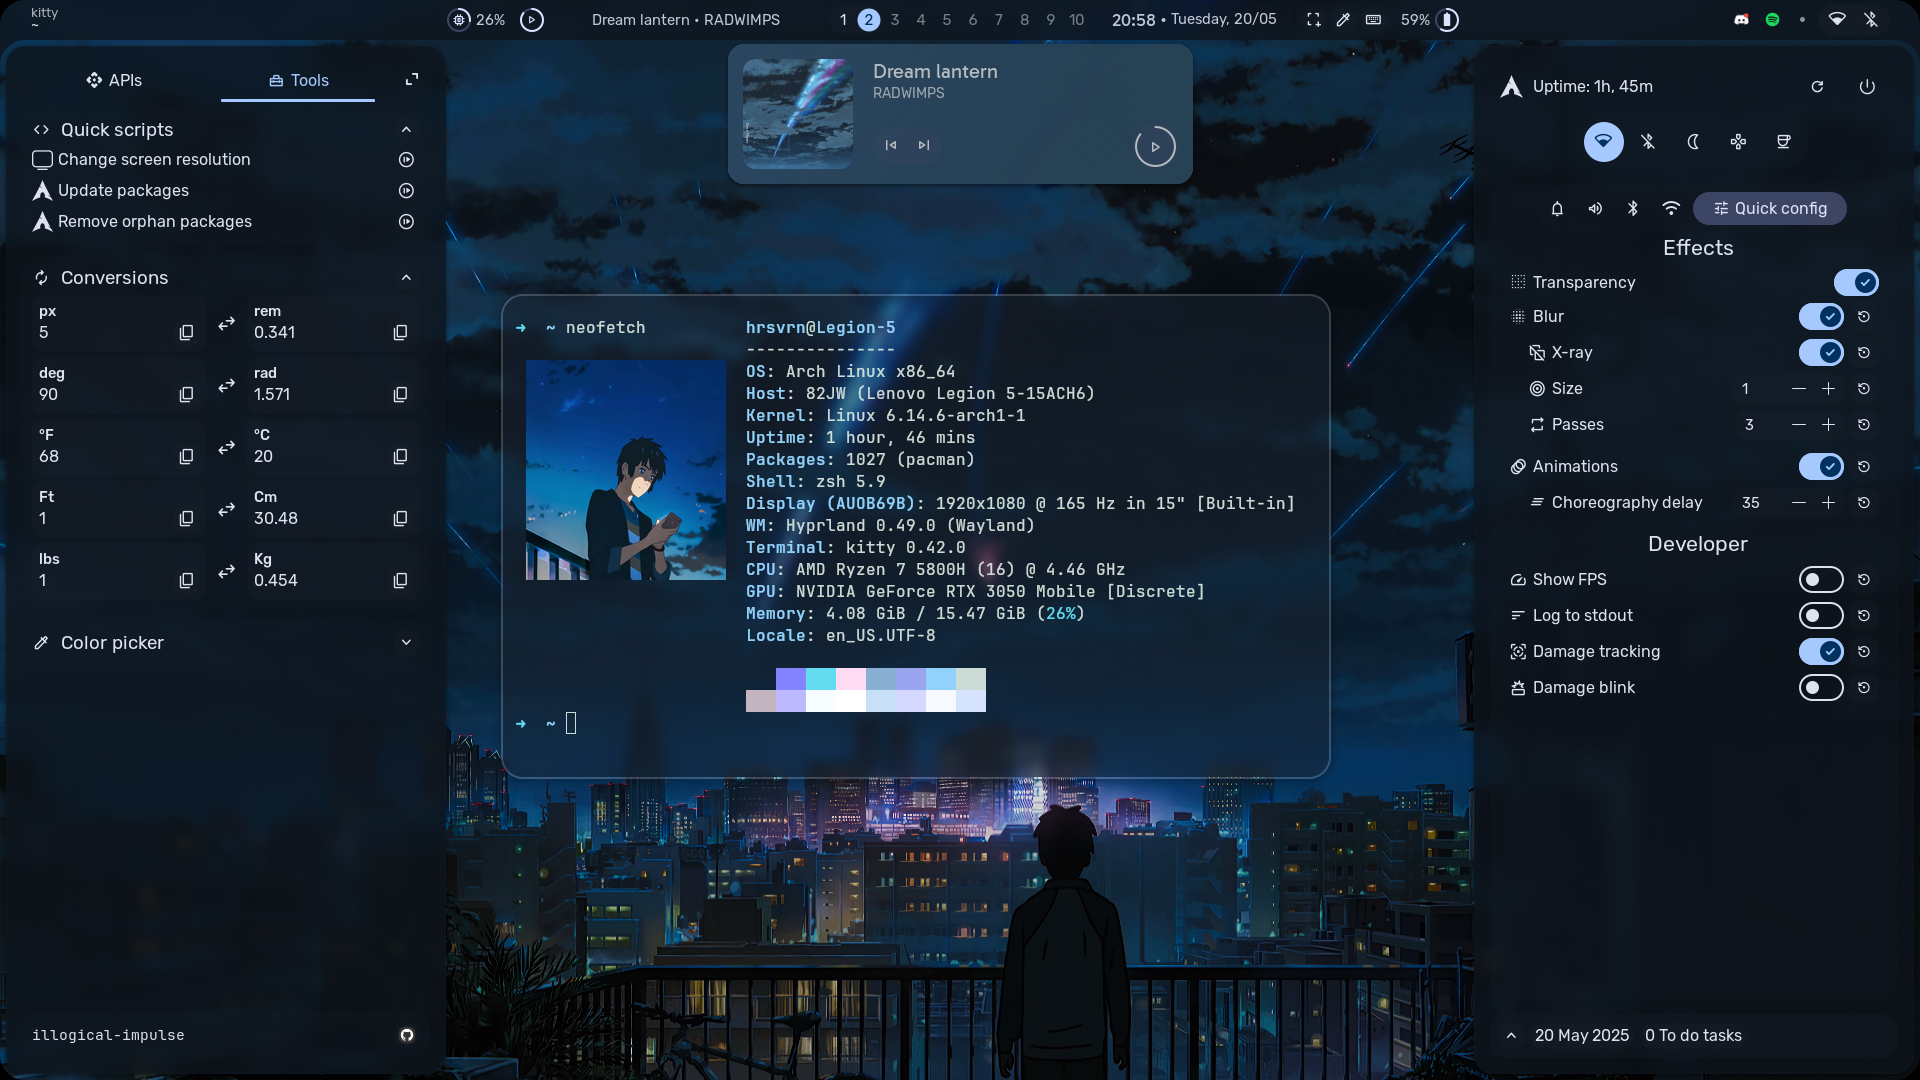 kitty
~
26%
Dream lantern • RADWIMPS
1 2 3 4 5 6 7 8 9 10
20:58 • Tuesday, 20/05
59%
APIs
Tools
Quick scripts
Change screen resolution
Update packages
Remove orphan packages
Conversions
px
5
rem
0.341
deg
90
rad
1.571
°F
68
°C
20
Ft
1
Cm
30.48
lbs
1
Kg
0.454
Color picker
illogical-impulse
Dream lantern
RADWIMPS
➜ ~ neofetch
hrsvrn@Legion-5
---------------
OS: Arch Linux x86_64
Host: 82JW (Lenovo Legion 5-15ACH6)
Kernel: Linux 6.14.6-arch1-1
Uptime: 1 hour, 46 mins
Packages: 1027 (pacman)
Shell: zsh 5.9
Display (AUOB69B): 1920x1080 @ 165 Hz in 15" [Built-in]
WM: Hyprland 0.49.0 (Wayland)
Terminal: kitty 0.42.0
CPU: AMD Ryzen 7 5800H (16) @ 4.46 GHz
GPU: NVIDIA GeForce RTX 3050 Mobile [Discrete]
Memory: 4.08 GiB / 15.47 GiB (26%)
Locale: en_US.UTF-8
➜ ~
Uptime: 1h, 45m
Quick config
Effects
Transparency
Blur
X-ray
Size 1
Passes 3
Animations
Choreography delay 35
Developer
Show FPS
Log to stdout
Damage tracking
Damage blink
20 May 2025 0 To do tasks